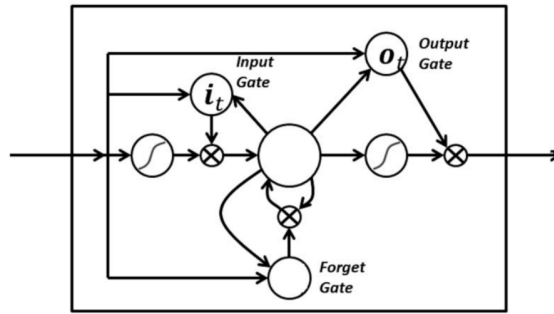 Input
Gate
i_t
o_t
Output
Gate
Forget
Gate